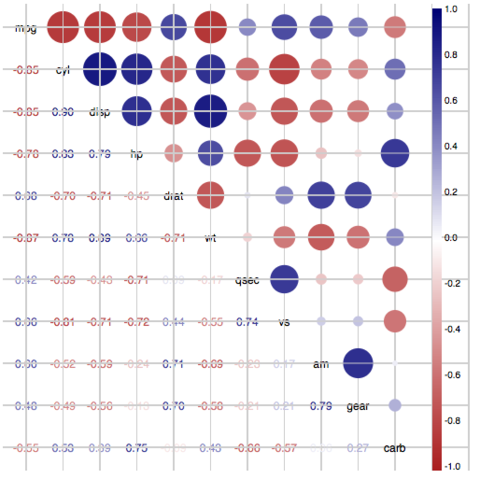 mpg
-0.85 cyl
-0.85 0.90 disp
-0.78 0.83 0.79 hp
0.68 -0.70 -0.71 -0.45 drat
-0.87 0.78 0.89 0.66 -0.71 wt
0.42 -0.59 -0.43 -0.71 -0.17 qsec
0.66 -0.81 -0.71 -0.72 0.44 -0.55 0.74 vs
0.60 -0.52 -0.59 -0.24 0.71 -0.69 -0.23 0.17 am
0.48 -0.49 -0.56 -0.13 0.70 -0.58 -0.21 0.21 0.79 gear
-0.55 0.53 0.39 0.75 0.43 -0.66 -0.57 0.27 carb
1.0
0.8
0.6
0.4
0.2
0.0
-0.2
-0.4
-0.6
-0.8
-1.0